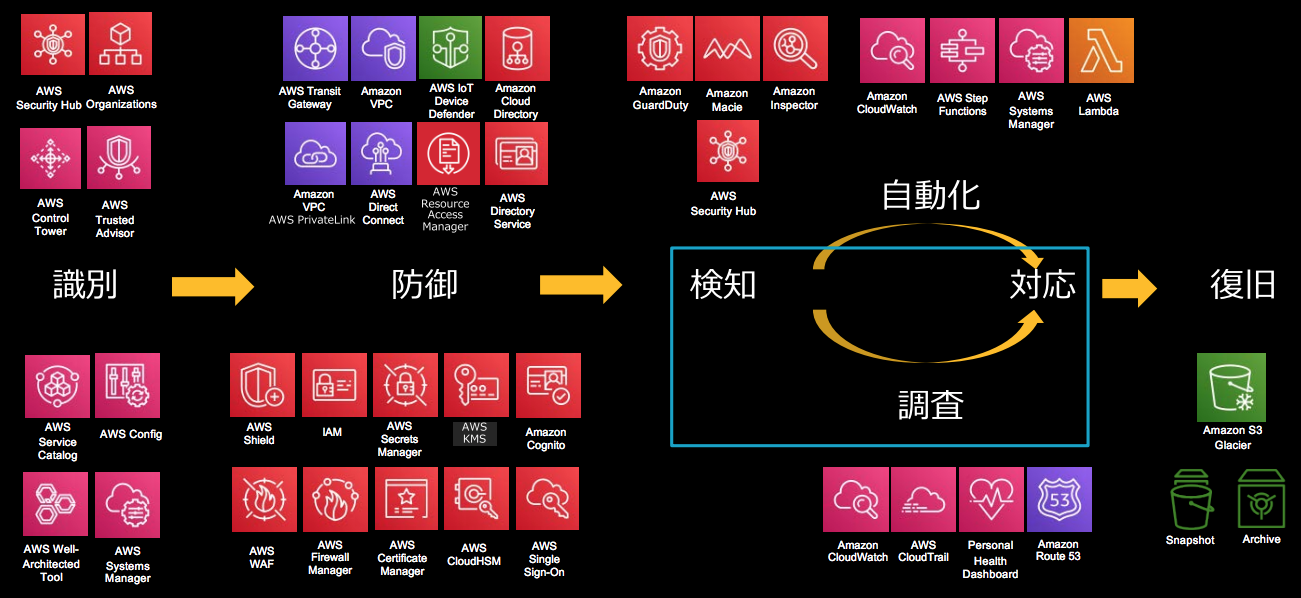 AWS
Security Hub
AWS
Organizations
AWS
Control
Tower
AWS
Trusted
Advisor
AWS Transit
Gateway
Amazon
VPC
AWS IoT
Device
Defender
Amazon
Cloud
Directory
Amazon
VPC
AWS PrivateLink
AWS
Direct
Connect
AWS
Resource
Access
Manager
AWS
Directory
Service
Amazon
GuardDuty
Amazon
Macie
Amazon
Inspector
AWS
Security Hub
Amazon
CloudWatch
AWS Step
Functions
AWS
Systems
Manager
AWS
Lambda
自動化
識別
防御
検知
対応
復旧
調査
AWS
Service
Catalog
AWS Config
AWS Well-
Architected
Tool
AWS
Systems
Manager
AWS
Shield
IAM
AWS
Secrets
Manager
AWS
KMS
Amazon
Cognito
AWS
WAF
AWS
Firewall
Manager
AWS
Certificate
Manager
AWS
CloudHSM
AWS
Single
Sign-On
Amazon
CloudWatch
AWS
CloudTrail
Personal
Health
Dashboard
53
Amazon
Route 53
Amazon S3
Glacier
Snapshot
Archive